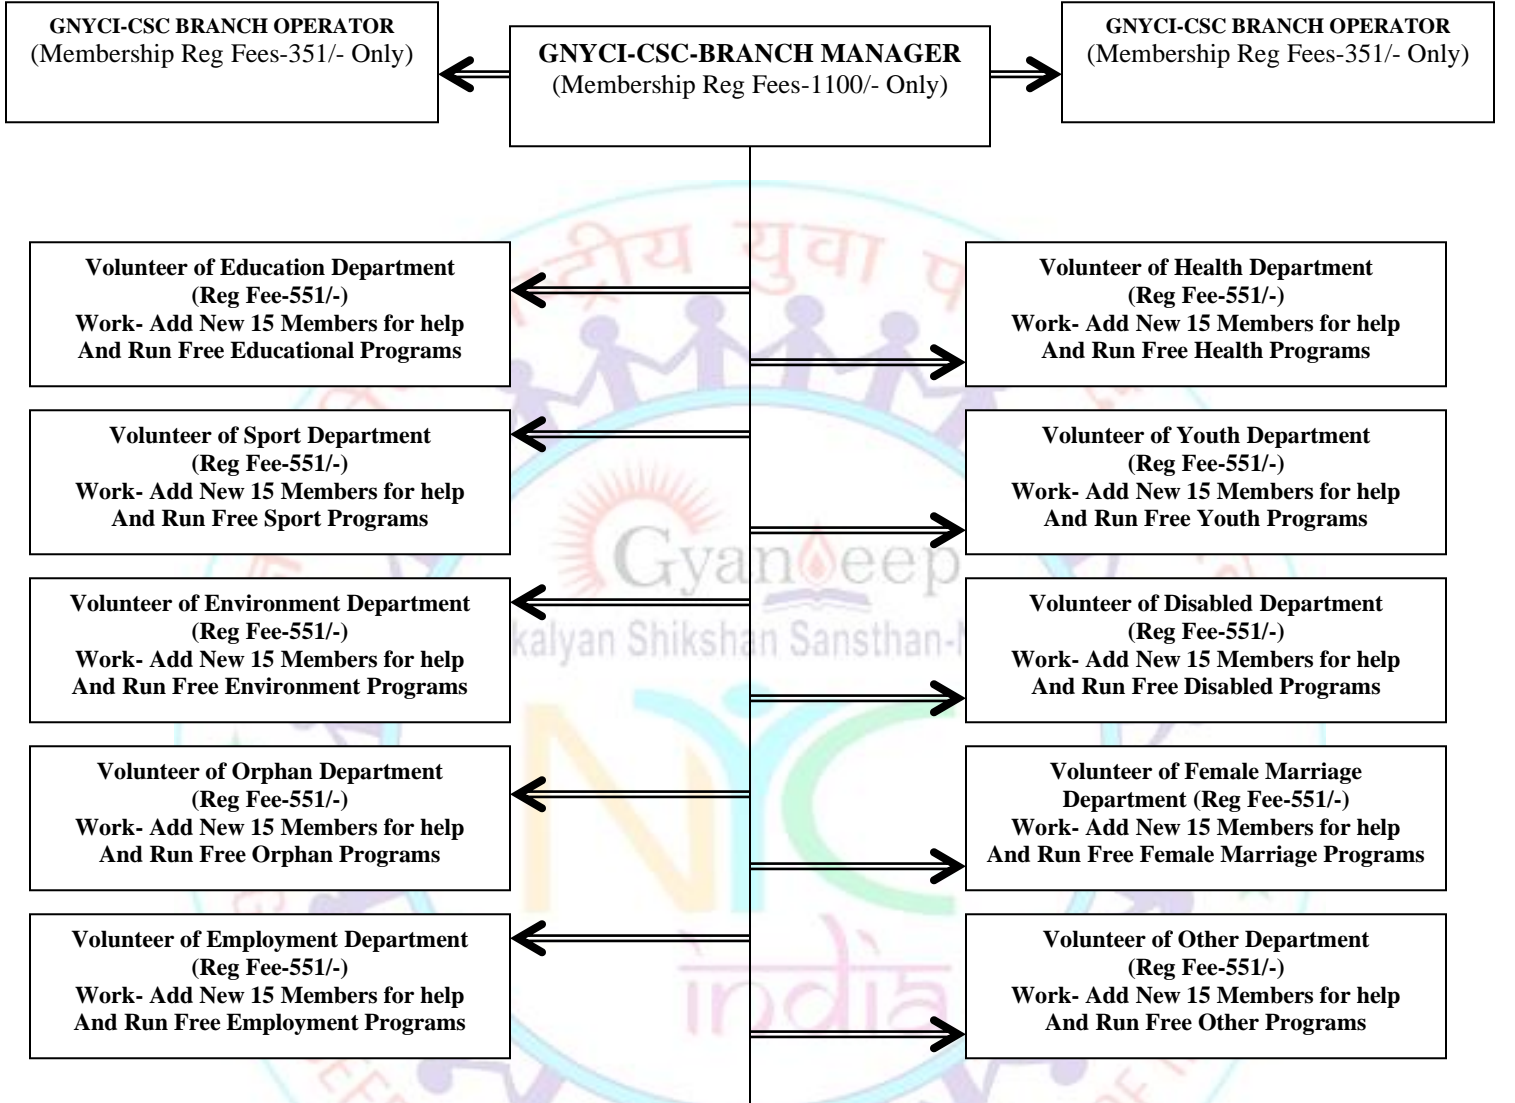 GNYCI-CSC BRANCH OPERATOR
(Membership Reg Fees-351/- Only)
GNYCI-CSC-BRANCH MANAGER
(Membership Reg Fees-1100/- Only)
GNYCI-CSC BRANCH OPERATOR
(Membership Reg Fees-351/- Only)
Volunteer of Education Department
(Reg Fee-551/-)
Work- Add New 15 Members for help
And Run Free Educational Programs
Volunteer of Health Department
(Reg Fee-551/-)
Work- Add New 15 Members for help
And Run Free Health Programs
Volunteer of Sport Department
(Reg Fee-551/-)
Work- Add New 15 Members for help
And Run Free Sport Programs
Volunteer of Youth Department
(Reg Fee-551/-)
Work- Add New 15 Members for help
And Run Free Youth Programs
Volunteer of Environment Department
(Reg Fee-551/-)
Work- Add New 15 Members for help
And Run Free Environment Programs
Volunteer of Disabled Department
(Reg Fee-551/-)
Work- Add New 15 Members for help
And Run Free Disabled Programs
Volunteer of Orphan Department
(Reg Fee-551/-)
Work- Add New 15 Members for help
And Run Free Orphan Programs
Volunteer of Female Marriage
Department (Reg Fee-551/-)
Work- Add New 15 Members for help
And Run Free Female Marriage Programs
Volunteer of Employment Department
(Reg Fee-551/-)
Work- Add New 15 Members for help
And Run Free Employment Programs
Volunteer of Other Department
(Reg Fee-551/-)
Work- Add New 15 Members for help
And Run Free Other Programs
युवा
Gyandeep
Shikshan Sansthan
NYC
india